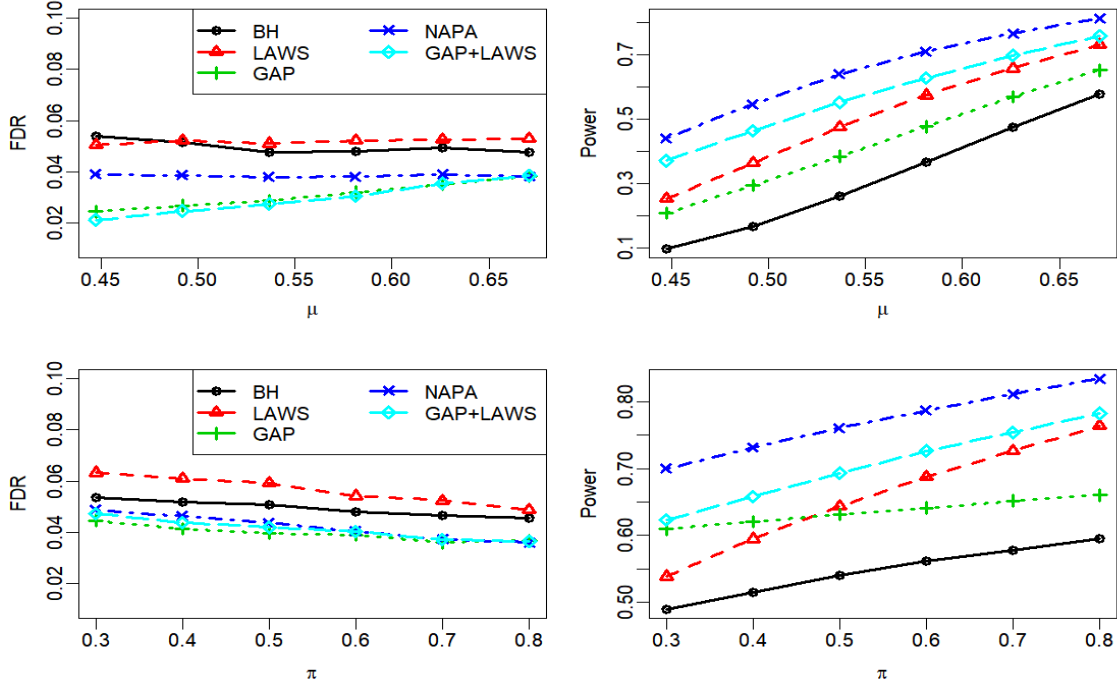 FDR
0.02 0.04 0.06 0.08 0.10
BH
LAWS
GAP
NAPA
GAP+LAWS
0.45 0.50 0.55 0.60 0.65
μ
Power
0.1 0.3 0.5 0.7
0.45 0.50 0.55 0.60 0.65
μ
FDR
0.02 0.04 0.06 0.08 0.10
BH
LAWS
GAP
NAPA
GAP+LAWS
0.3 0.4 0.5 0.6 0.7 0.8
π
Power
0.50 0.60 0.70 0.80
0.3 0.4 0.5 0.6 0.7 0.8
π